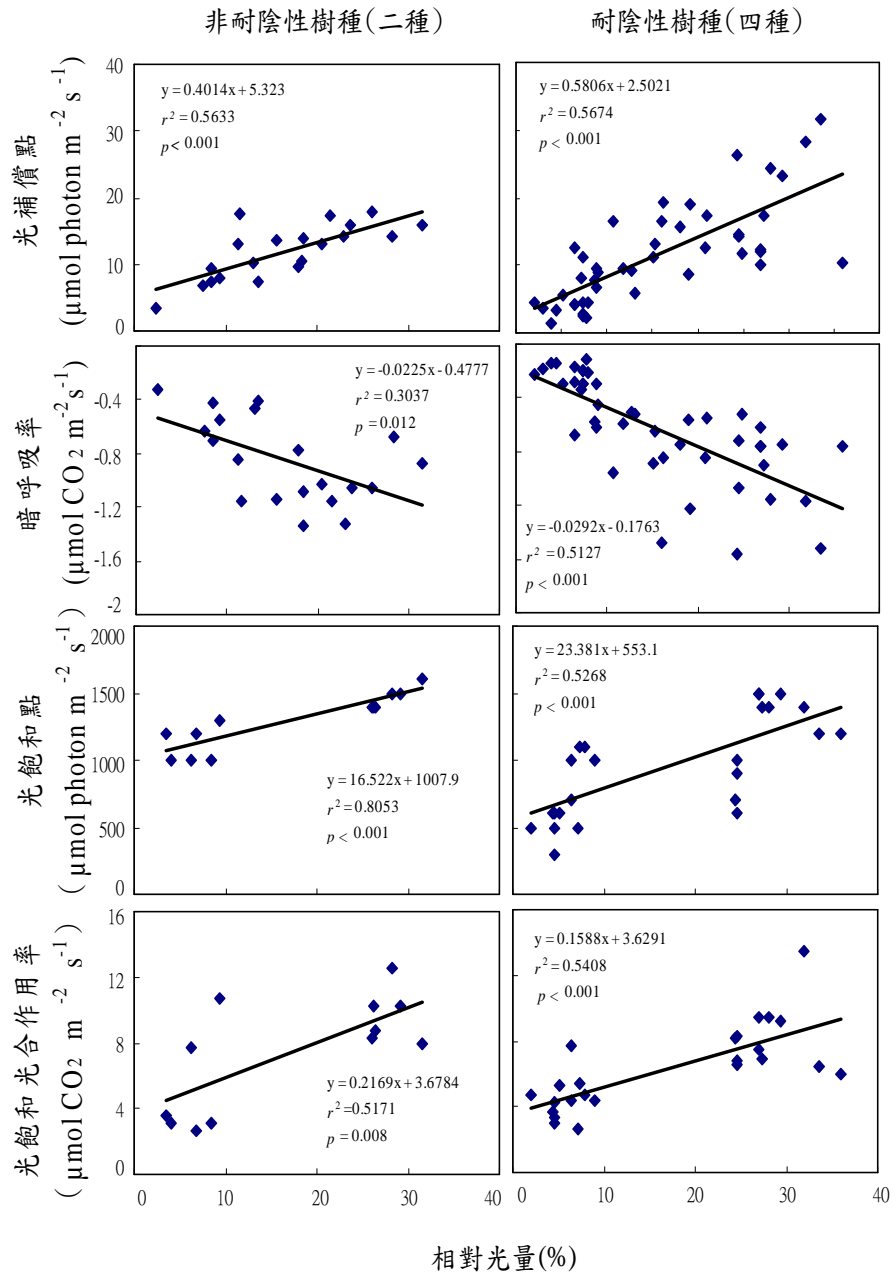 非耐陰性樹種(二種)
耐陰性樹種(四種)
光補償點
(μmol photon m⁻² s⁻¹)
40
30
20
10
0
y = 0.4014x + 5.323
r² = 0.5633
p < 0.001
y = 0.5806x + 2.5021
r² = 0.5674
p < 0.001
暗呼吸率
(μmol CO₂ m⁻² s⁻¹)
-0.4
-0.8
-1.2
-1.6
-2
y = -0.0225x - 0.4777
r² = 0.3037
p = 0.012
y = -0.0292x - 0.1763
r² = 0.5127
p < 0.001
光飽和點
(μmol photon m⁻² s⁻¹)
2000
1500
1000
500
0
y = 16.522x + 1007.9
r² = 0.8053
p < 0.001
y = 23.381x + 553.1
r² = 0.5268
p < 0.001
光飽和光合作用率
(μmol CO₂ m⁻² s⁻¹)
16
12
8
4
0
y = 0.2169x + 3.6784
r² = 0.5171
p = 0.008
y = 0.1588x + 3.6291
r² = 0.5408
p < 0.001
0 10 20 30 40
0 10 20 30 40
相對光量(%)